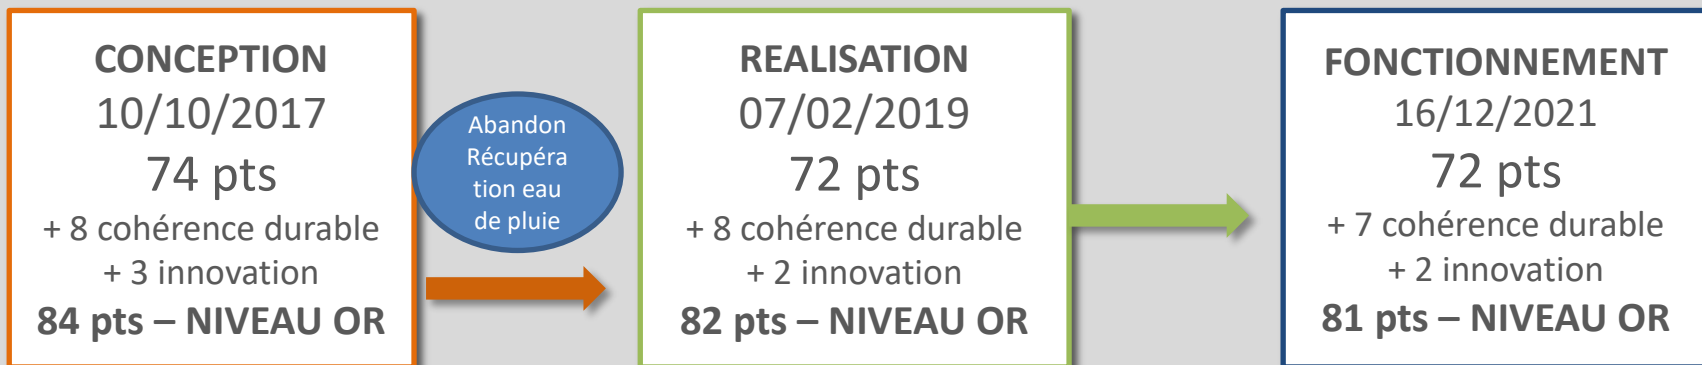 CONCEPTION
10/10/2017
74 pts
+ 8 cohérence durable
+ 3 innovation
84 pts – NIVEAU OR
Abandon
Récupéra
tion eau
de pluie
REALISATION
07/02/2019
72 pts
+ 8 cohérence durable
+ 2 innovation
82 pts – NIVEAU OR
FONCTIONNEMENT
16/12/2021
72 pts
+ 7 cohérence durable
+ 2 innovation
81 pts – NIVEAU OR